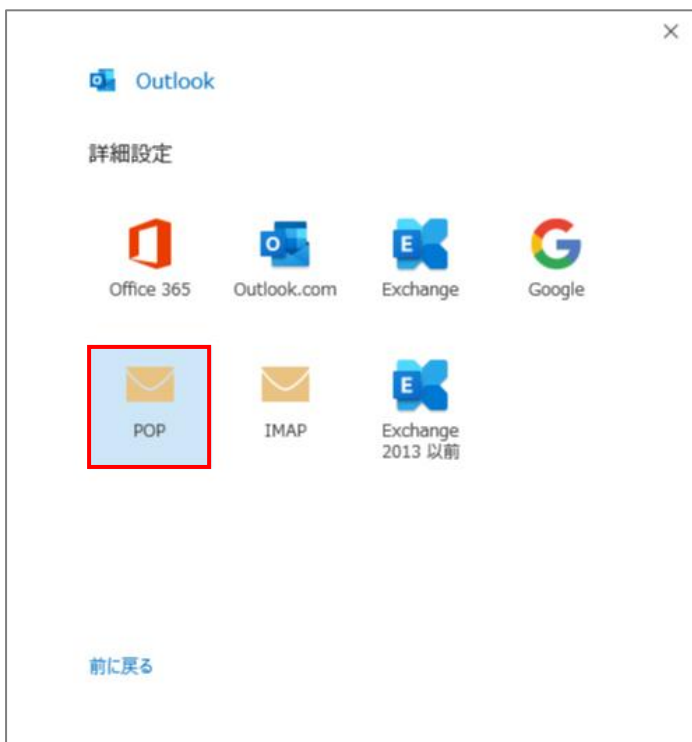 Outlook
詳細設定
Office 365
Outlook.com
Exchange
Google
POP
IMAP
Exchange
2013 以前
前に戻る